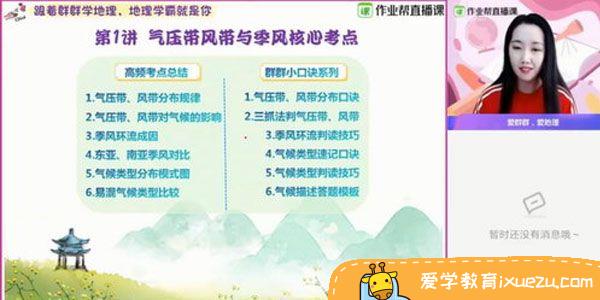 跟着群群学地理、地理学霸就是你
作业帮直播课
第1讲 气压带风带与季风核心考点
高频考点总结
1.气压带、风带分布规律
2.气压带、风带对气候的影响
3.季风环流成因
4.东亚、南亚季风对比
5.气候类型分布模式图
6.易混气候类型比较
群群小口诀系列
1.气压带、风带分布口诀
2.三抓法判气压带、风带
3.季风环流判读技巧
4.气候类型速记口诀
5.气候类型判读技巧
6.气候描述答题模板
作业帮直播课
爱群群，爱地理
暂时还没有消息哦~
爱学教育ixuezu.com